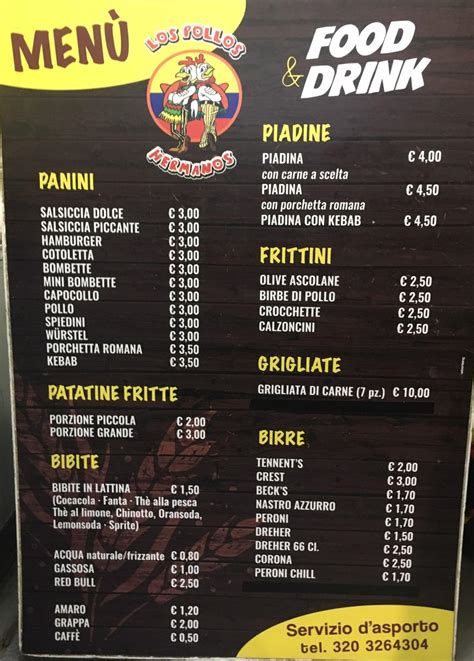 MENÙ
LOS POLLOS
HERMANOS
FOOD
& DRINK
PANINI
SALSICCIA DOLCE € 3,00
SALSICCIA PICCANTE € 3,00
HAMBURGER € 3,00
COTOLETTA € 3,00
BOMBETTE € 3,00
MINI BOMBETTE € 3,00
CAPOCOLLO € 3,00
POLLO € 3,00
SPIEDINI € 3,00
WÜRSTEL € 3,00
PORCHETTA ROMANA € 3,50
KEBAB € 3,50
PATATINE FRITTE
PORZIONE PICCOLA € 2,00
PORZIONE GRANDE € 3,00
BIBITE
BIBITE IN LATTINA € 1,50
(Cocacola · Fanta · Thè alla pesca
Thè al limone, Chinotto, Oransoda,
Lemonsoda · Sprite)
ACQUA naturale/frizzante € 0,80
GASSOSA € 1,00
RED BULL € 2,50
AMARO € 1,20
GRAPPA € 2,00
CAFFÈ € 0,50
PIADINE
PIADINA € 4,00
con carne a scelta
PIADINA € 4,50
con porchetta romana
PIADINA CON KEBAB € 4,50
FRITTINI
OLIVE ASCOLANE € 2,50
BIRBE DI POLLO € 2,50
CROCCHETTE € 2,50
CALZONCINI € 2,50
GRIGLIATE
GRIGLIATA DI CARNE (7 pz.) € 10,00
BIRRE
TENNENT'S € 2,00
CREST € 3,00
BECK'S € 1,70
NASTRO AZZURRO € 1,70
PERONI € 1,70
DREHER € 1,50
DREHER 66 Cl. € 2,50
CORONA € 2,50
PERONI CHILL € 1,70
Servizio d'asporto
tel. 320 3264304